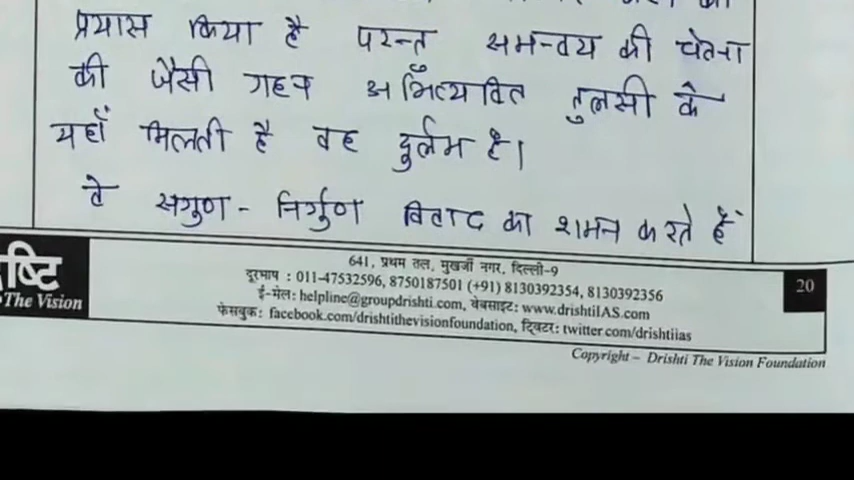 प्रयास किया है परन्तु समन्वय की चेतना
की जैसी गहन अभिव्यक्ति तुलसी के
यहाँ मिलती है वह दुर्लभ है।
वे सगुण - निर्गुण विवाद का शमन करते हैं
641, प्रथम तल, मुखर्जी नगर, दिल्ली-9
दूरभाष : 011-47532596, 8750187501 (+91) 8130392354, 8130392356
ई-मेल: helpline@groupdrishti.com, वेबसाइट: www.drishtiIAS.com
फेसबुक: facebook.com/drishtithevisionfoundation, ट्विटर: twitter.com/drishtiias
ष्टि
The Vision
20
Copyright – Drishti The Vision Foundation